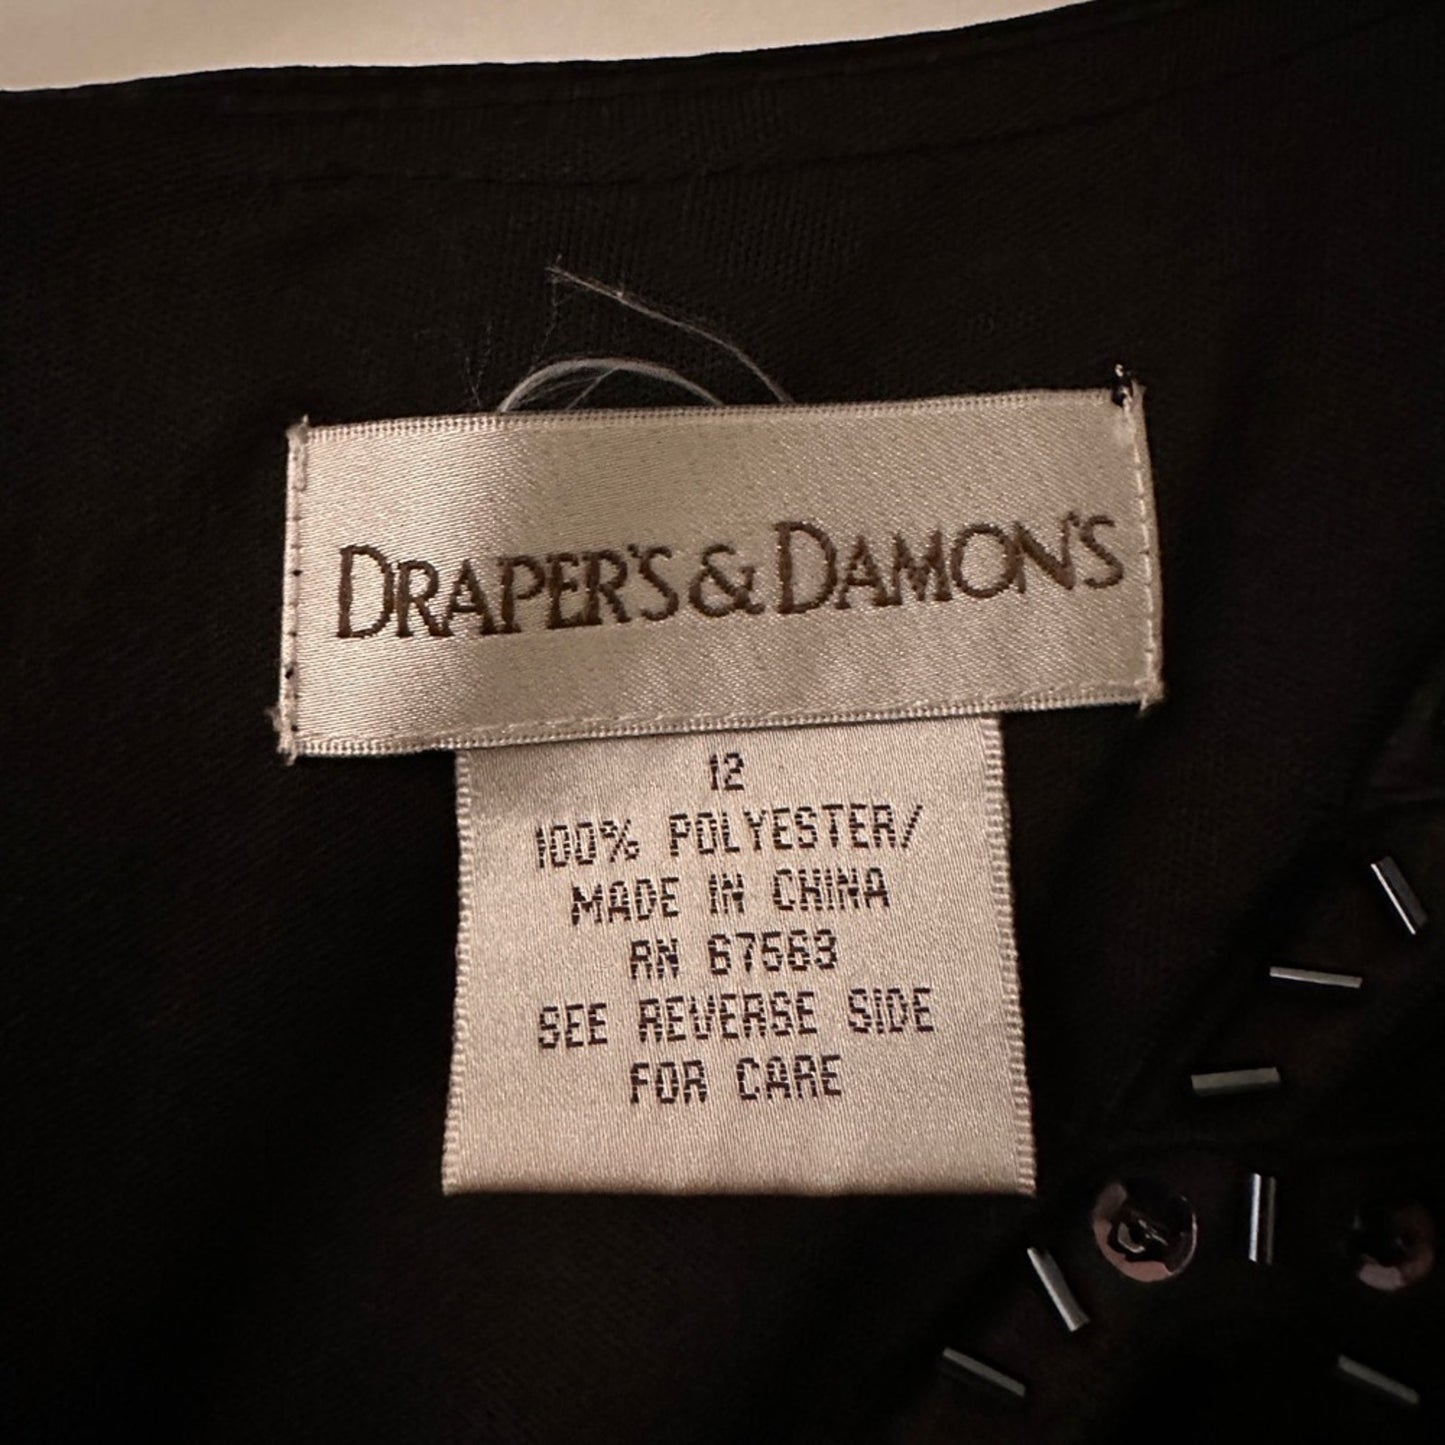 DRAPER'S & DAMON'S
12
100% POLYESTER/
MADE IN CHINA
RN 67563
SEE REVERSE SIDE
FOR CARE